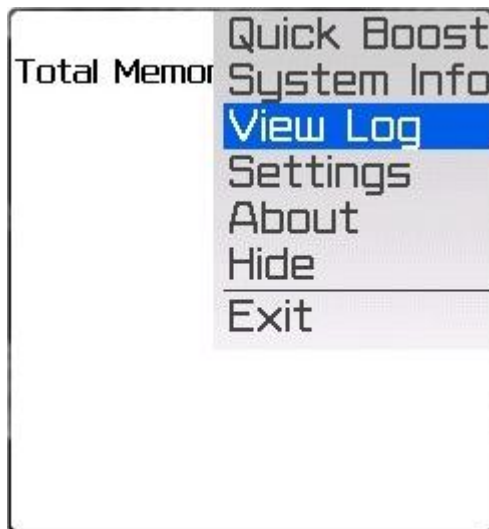 Quick Boost
Total Memor
System Info
View Log
Settings
About
Hide
Exit